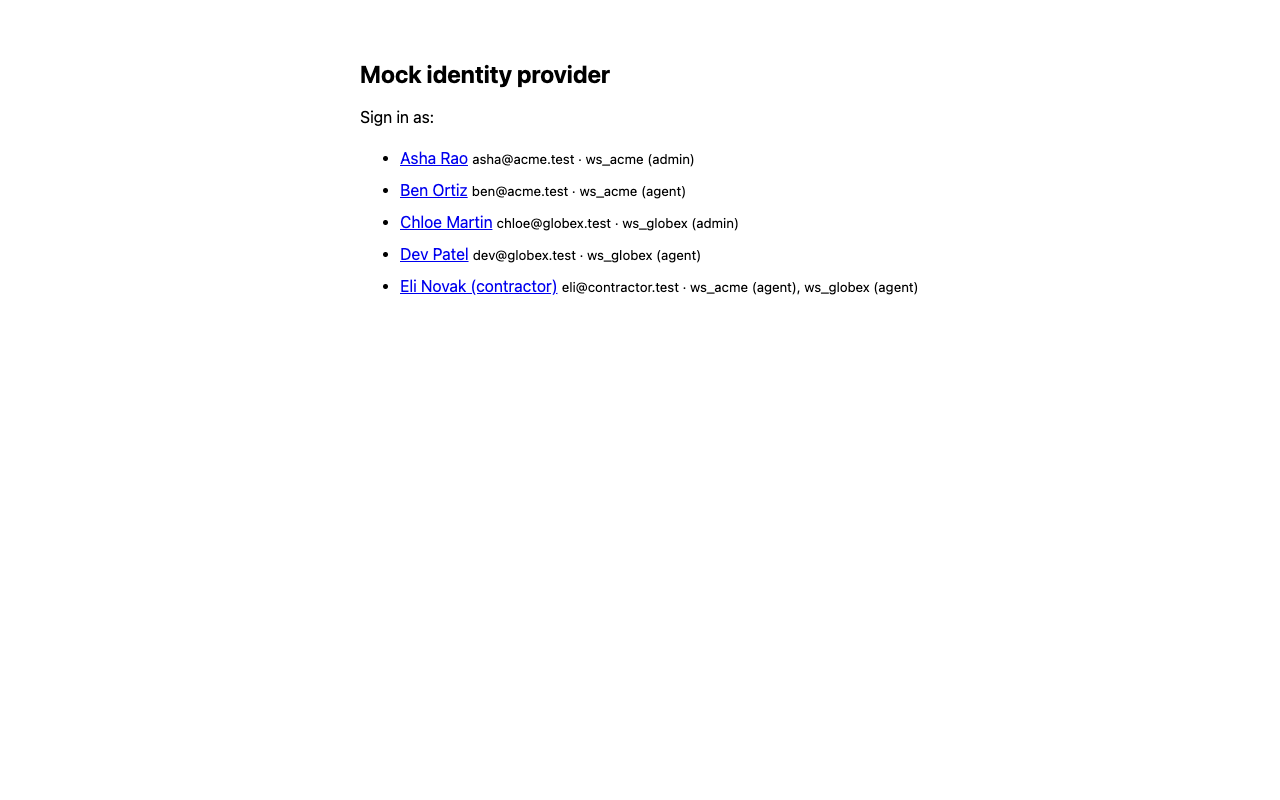 Mock identity provider
Sign in as:
• Asha Rao asha@acme.test · ws_acme (admin)
• Ben Ortiz ben@acme.test · ws_acme (agent)
• Chloe Martin chloe@globex.test · ws_globex (admin)
• Dev Patel dev@globex.test · ws_globex (agent)
• Eli Novak (contractor) eli@contractor.test · ws_acme (agent), ws_globex (agent)